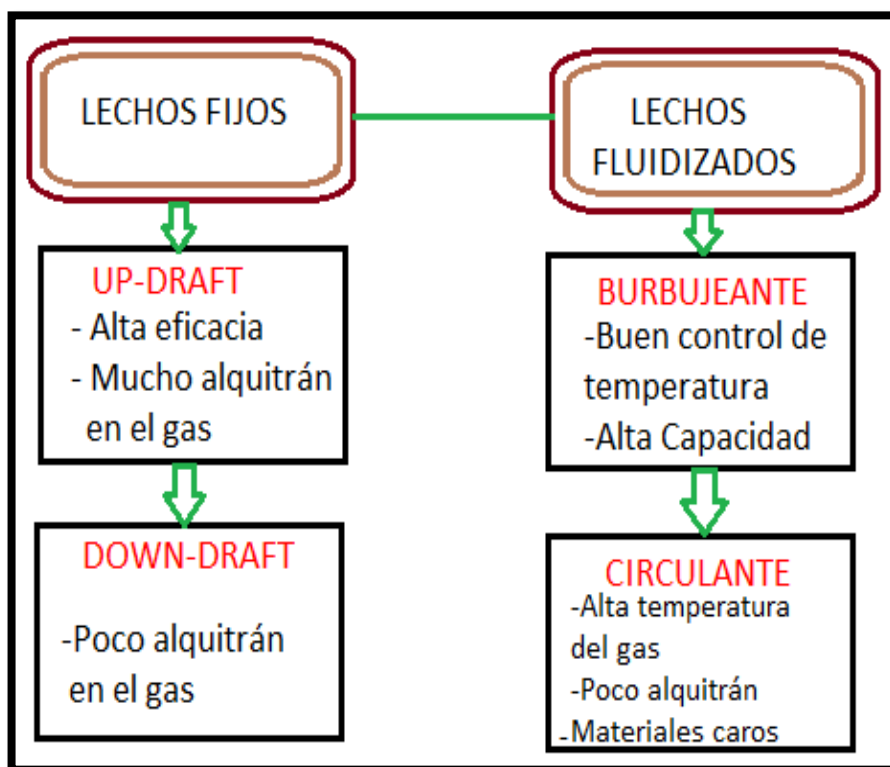 LECHOS FIJOS
UP-DRAFT
- Alta eficacia
- Mucho alquitrán
en el gas
DOWN-DRAFT
-Poco alquitrán
en el gas
LECHOS
FLUIDIZADOS
BURBUJEANTE
-Buen control de
temperatura
-Alta Capacidad
CIRCULANTE
-Alta temperatura
del gas
-Poco alquitrán
-Materiales caros